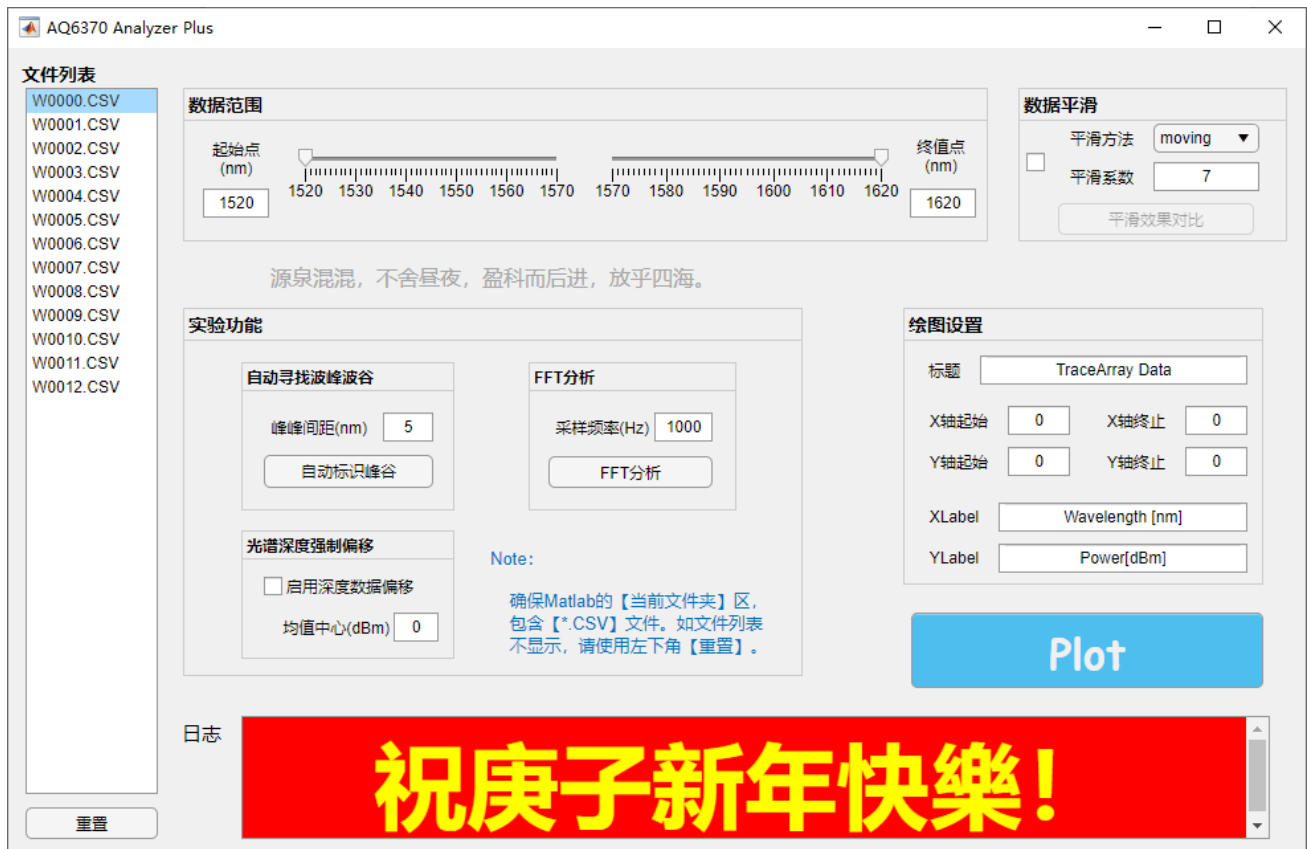 AQ6370 Analyzer Plus
文件列表
W0000.CSV
W0001.CSV
W0002.CSV
W0003.CSV
W0004.CSV
W0005.CSV
W0006.CSV
W0007.CSV
W0008.CSV
W0009.CSV
W0010.CSV
W0011.CSV
W0012.CSV
重置
数据范围
起始点
(nm)
1520
1520 1530 1540 1550 1560 1570
1570 1580 1590 1600 1610 1620
终值点
(nm)
1620
数据平滑
平滑方法 moving
平滑系数 7
平滑效果对比
源泉混混，不舍昼夜，盈科而后进，放乎四海。
实验功能
自动寻找波峰波谷
峰峰间距(nm) 5
自动标识峰谷
FFT分析
采样频率(Hz) 1000
FFT分析
光谱深度强制偏移
启用深度数据偏移
均值中心(dBm) 0
Note：
确保Matlab的【当前文件夹】区，
包含【*.CSV】文件。如文件列表
不显示，请使用左下角【重置】。
绘图设置
标题 TraceArray Data
X轴起始 0 X轴终止 0
Y轴起始 0 Y轴终止 0
XLabel Wavelength [nm]
YLabel Power[dBm]
Plot
日志
祝庚子新年快樂！